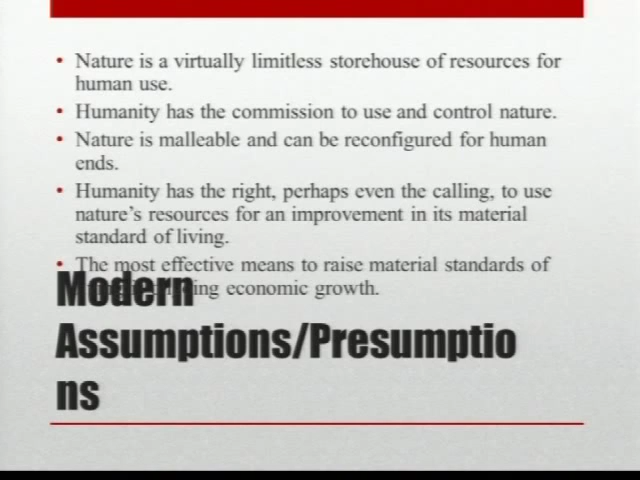 • Nature is a virtually limitless storehouse of resources for
human use.
• Humanity has the commission to use and control nature.
• Nature is malleable and can be reconfigured for human
ends.
• Humanity has the right, perhaps even the calling, to use
nature's resources for an improvement in its material
standard of living.
• The most effective means to raise material standards of
economic growth.
Modern
Assumptions/Presumptio
ns